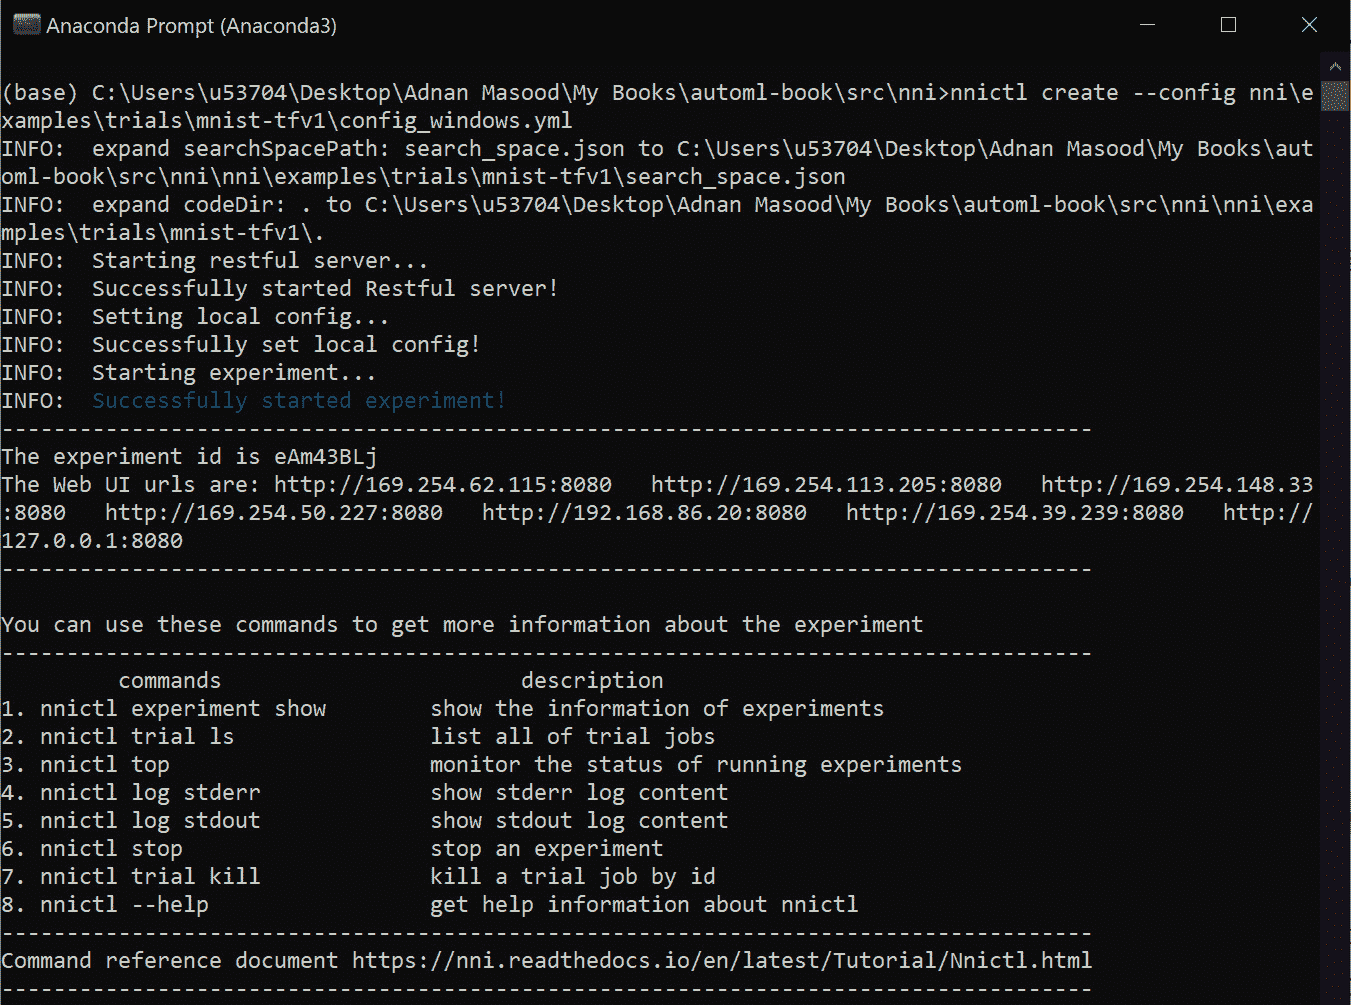 Anaconda Prompt (Anaconda3)
(base) C:\Users\u53704\Desktop\Adnan Masood\My Books\automl-book\src\nni>nnictl create --config nni\e
xamples\trials\mnist-tfv1\config_windows.yml
INFO:  expand searchSpacePath: search_space.json to C:\Users\u53704\Desktop\Adnan Masood\My Books\aut
oml-book\src\nni\nni\examples\trials\mnist-tfv1\search_space.json
INFO:  expand codeDir: . to C:\Users\u53704\Desktop\Adnan Masood\My Books\automl-book\src\nni\nni\exa
mples\trials\mnist-tfv1\.
INFO:  Starting restful server...
INFO:  Successfully started Restful server!
INFO:  Setting local config...
INFO:  Successfully set local config!
INFO:  Starting experiment...
INFO:  Successfully started experiment!
------------------------------------------------------------------------------------
The experiment id is eAm43BLj
The Web UI urls are: http://169.254.62.115:8080   http://169.254.113.205:8080   http://169.254.148.33
:8080   http://169.254.50.227:8080   http://192.168.86.20:8080   http://169.254.39.239:8080   http://
127.0.0.1:8080
------------------------------------------------------------------------------------
You can use these commands to get more information about the experiment
------------------------------------------------------------------------------------
         commands                       description
1. nnictl experiment show        show the information of experiments
2. nnictl trial ls               list all of trial jobs
3. nnictl top                    monitor the status of running experiments
4. nnictl log stderr             show stderr log content
5. nnictl log stdout             show stdout log content
6. nnictl stop                   stop an experiment
7. nnictl trial kill             kill a trial job by id
8. nnictl --help                 get help information about nnictl
------------------------------------------------------------------------------------
Command reference document https://nni.readthedocs.io/en/latest/Tutorial/Nnictl.html
------------------------------------------------------------------------------------